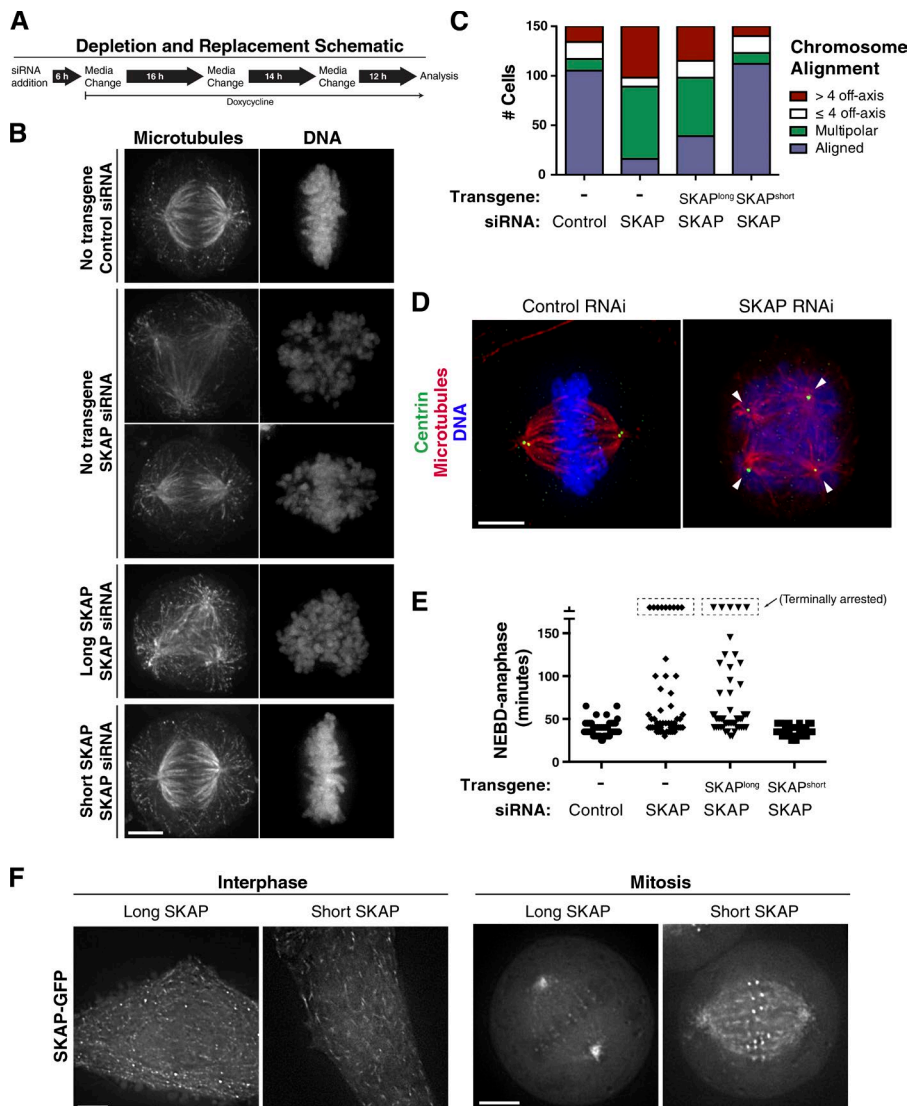 A
Depletion and Replacement Schematic
siRNA addition
6 h
Media Change
16 h
Media Change
14 h
Media Change
12 h
Analysis
Doxycycline
B
Microtubules
DNA
No transgene
Control siRNA
No transgene
SKAP siRNA
Long SKAP
SKAP siRNA
Short SKAP
SKAP siRNA
C
# Cells
150
100
50
0
Chromosome
Alignment
> 4 off-axis
≤ 4 off-axis
Multipolar
Aligned
Transgene: - - SKAPlong SKAPshort
siRNA: Control SKAP SKAP SKAP
D
Control RNAi
SKAP RNAi
Centrin
Microtubules
DNA
E
(Terminally arrested)
NEBD-anaphase
(minutes)
150
100
50
0
Transgene: - - SKAPlong SKAPshort
siRNA: Control SKAP SKAP SKAP
F
Interphase
Mitosis
Long SKAP
Short SKAP
Long SKAP
Short SKAP
SKAP-GFP